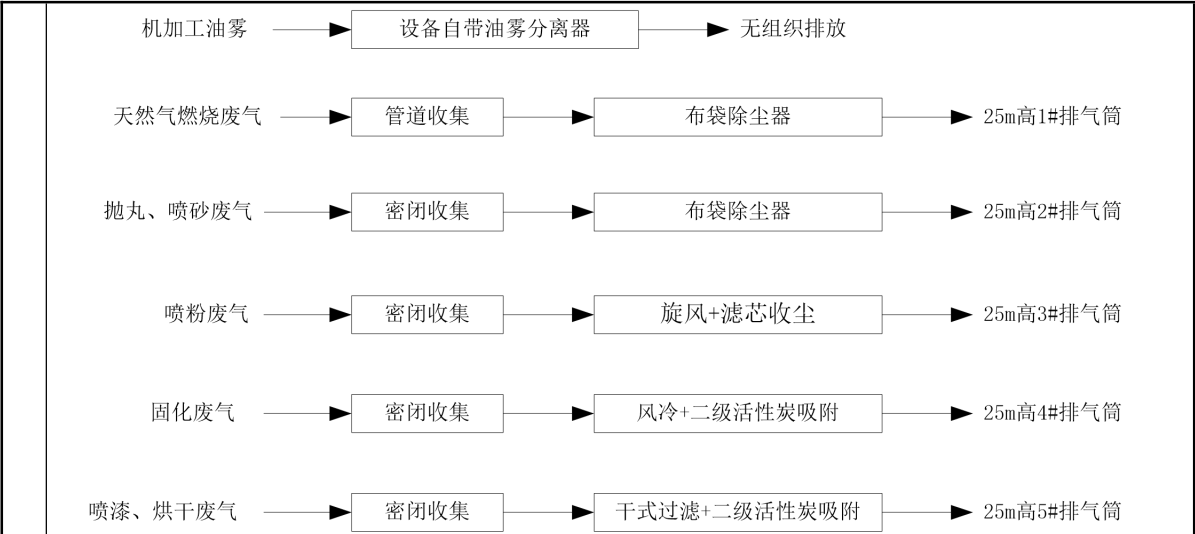 机加工油雾 设备自带油雾分离器 无组织排放
天然气燃烧废气 管道收集 布袋除尘器 25m高1#排气筒
抛丸、喷砂废气 密闭收集 布袋除尘器 25m高2#排气筒
喷粉废气 密闭收集 旋风+滤芯收尘 25m高3#排气筒
固化废气 密闭收集 风冷+二级活性炭吸附 25m高4#排气筒
喷漆、烘干废气 密闭收集 干式过滤+二级活性炭吸附 25m高5#排气筒